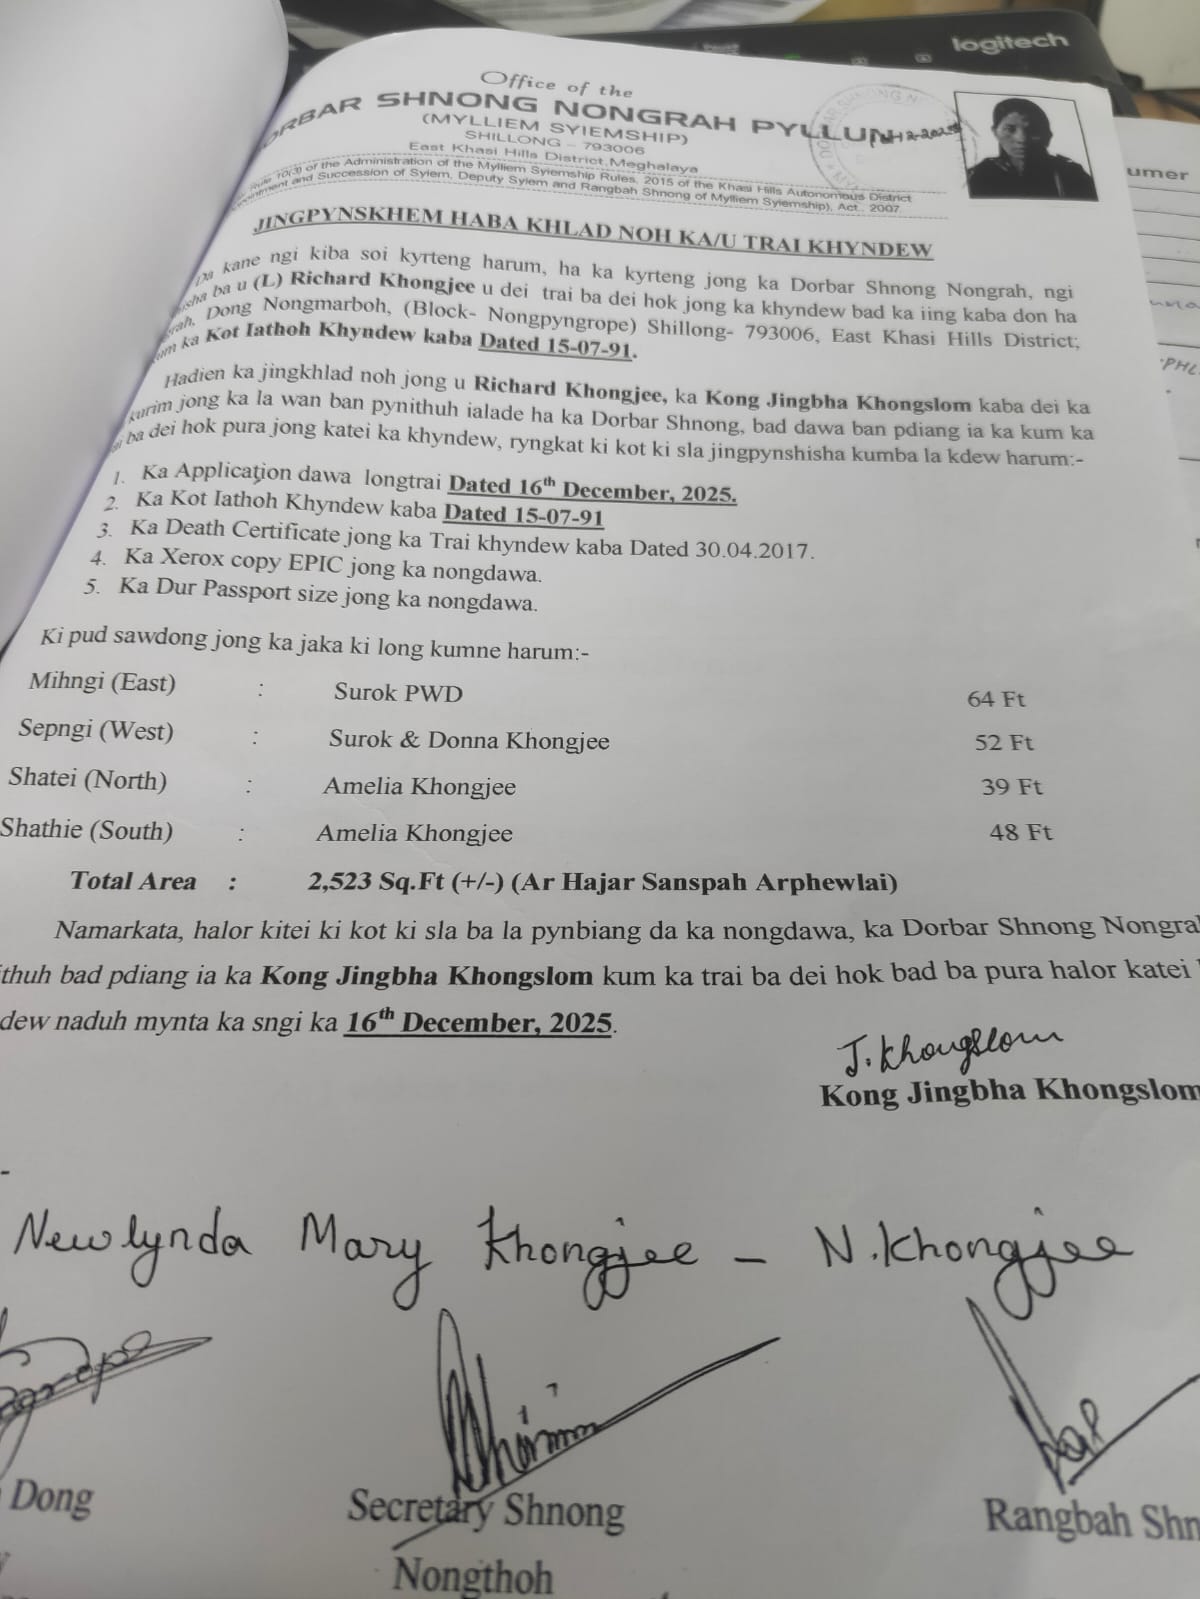 logitech
Office of the
DORBAR SHNONG NONGRAH PYLLUN
(MYLLIEM SYIEMSHIP)
SHILLONG – 793006
East Khasi Hills District, Meghalaya
Rule 10(3) of the Administration of the Mylliem Syiemship Rules, 2015 of the Khasi Hills Autonomous District
and Succession of Syiem, Deputy Syiem and Rangbah Shnong of Mylliem Syiemship), Act., 2007.
umer
JINGPYNSKHEM HABA KHLAD NOH KA/U TRAI KHYNDEW
Da kane ngi kiba soi kyrteng harum, ha ka kyrteng jong ka Dorbar Shnong Nongrah, ngi
ba u (L) Richard Khongjee u dei trai ba dei hok jong ka khyndew bad ka iing kaba don ha
Dong Nongmarboh, (Block- Nongpyngrope) Shillong- 793006, East Khasi Hills District;
kum ka Kot Iathoh Khyndew kaba Dated 15-07-91.
Hadien ka jingkhlad noh jong u Richard Khongjee, ka Kong Jingbha Khongslom kaba dei ka
kurim jong ka la wan ban pynithuh ialade ha ka Dorbar Shnong, bad dawa ban pdiang ia ka kum ka
ba dei hok pura jong katei ka khyndew, ryngkat ki kot ki sla jingpynshisha kumba la kdew harum:-
1. Ka Application dawa longtrai Dated 16th December, 2025.
2. Ka Kot Iathoh Khyndew kaba Dated 15-07-91
3. Ka Death Certificate jong ka Trai khyndew kaba Dated 30.04.2017.
4. Ka Xerox copy EPIC jong ka nongdawa.
5. Ka Dur Passport size jong ka nongdawa.
Ki pud sawdong jong ka jaka ki long kumne harum:-
Mihngi (East) : Surok PWD 64 Ft
Sepngi (West) : Surok & Donna Khongjee 52 Ft
Shatei (North) : Amelia Khongjee 39 Ft
Shathie (South) : Amelia Khongjee 48 Ft
Total Area : 2,523 Sq.Ft (+/-) (Ar Hajar Sanspah Arphewlai)
Namarkata, halor kitei ki kot ki sla ba la pynbiang da ka nongdawa, ka Dorbar Shnong Nongrah
ithuh bad pdiang ia ka Kong Jingbha Khongslom kum ka trai ba dei hok bad ba pura halor katei
dew naduh mynta ka sngi ka 16th December, 2025.
J. Khongslom
Kong Jingbha Khongslom
Newlynda Mary Khongjee – N. Khongjee
Dong
Secretary Shnong
Rangbah Shn
Nongthoh